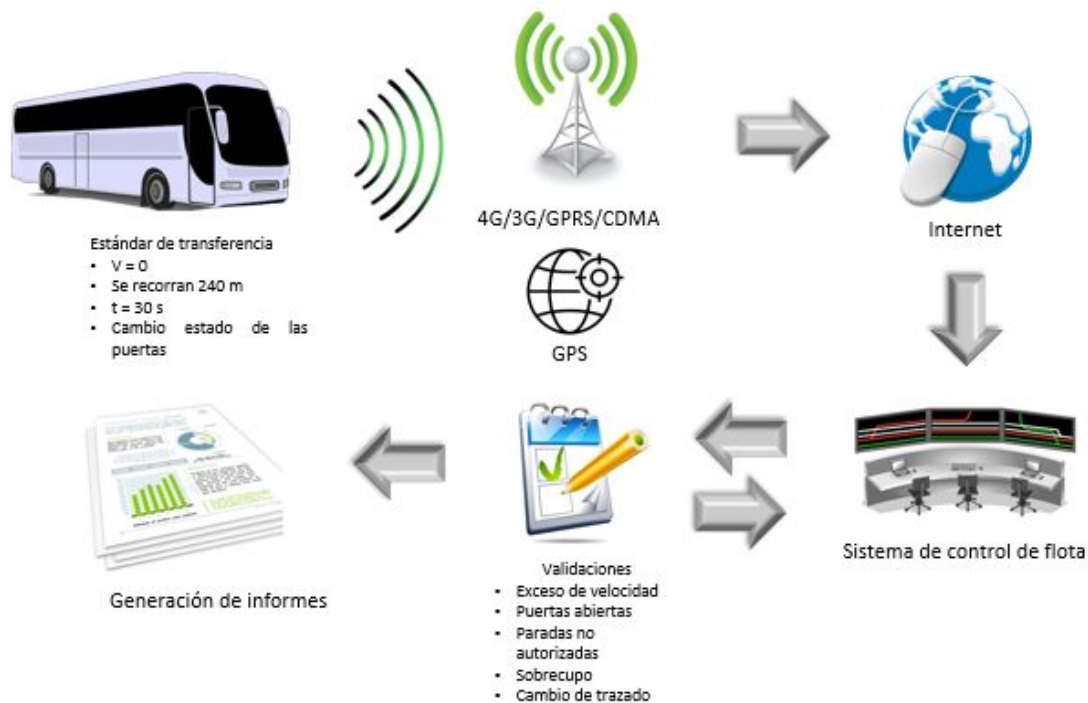 4G/3G/GPRS/CDMA
Internet
Estándar de transferencia
▪ V = 0
▪ Se recorran 240 m
▪ t = 30 s
▪ Cambio estado de las
puertas
GPS
Sistema de control de flota
Generación de informes
Validaciones
▪ Exceso de velocidad
▪ Puertas abiertas
▪ Paradas no
autorizadas
▪ Sobrecupo
▪ Cambio de trazado